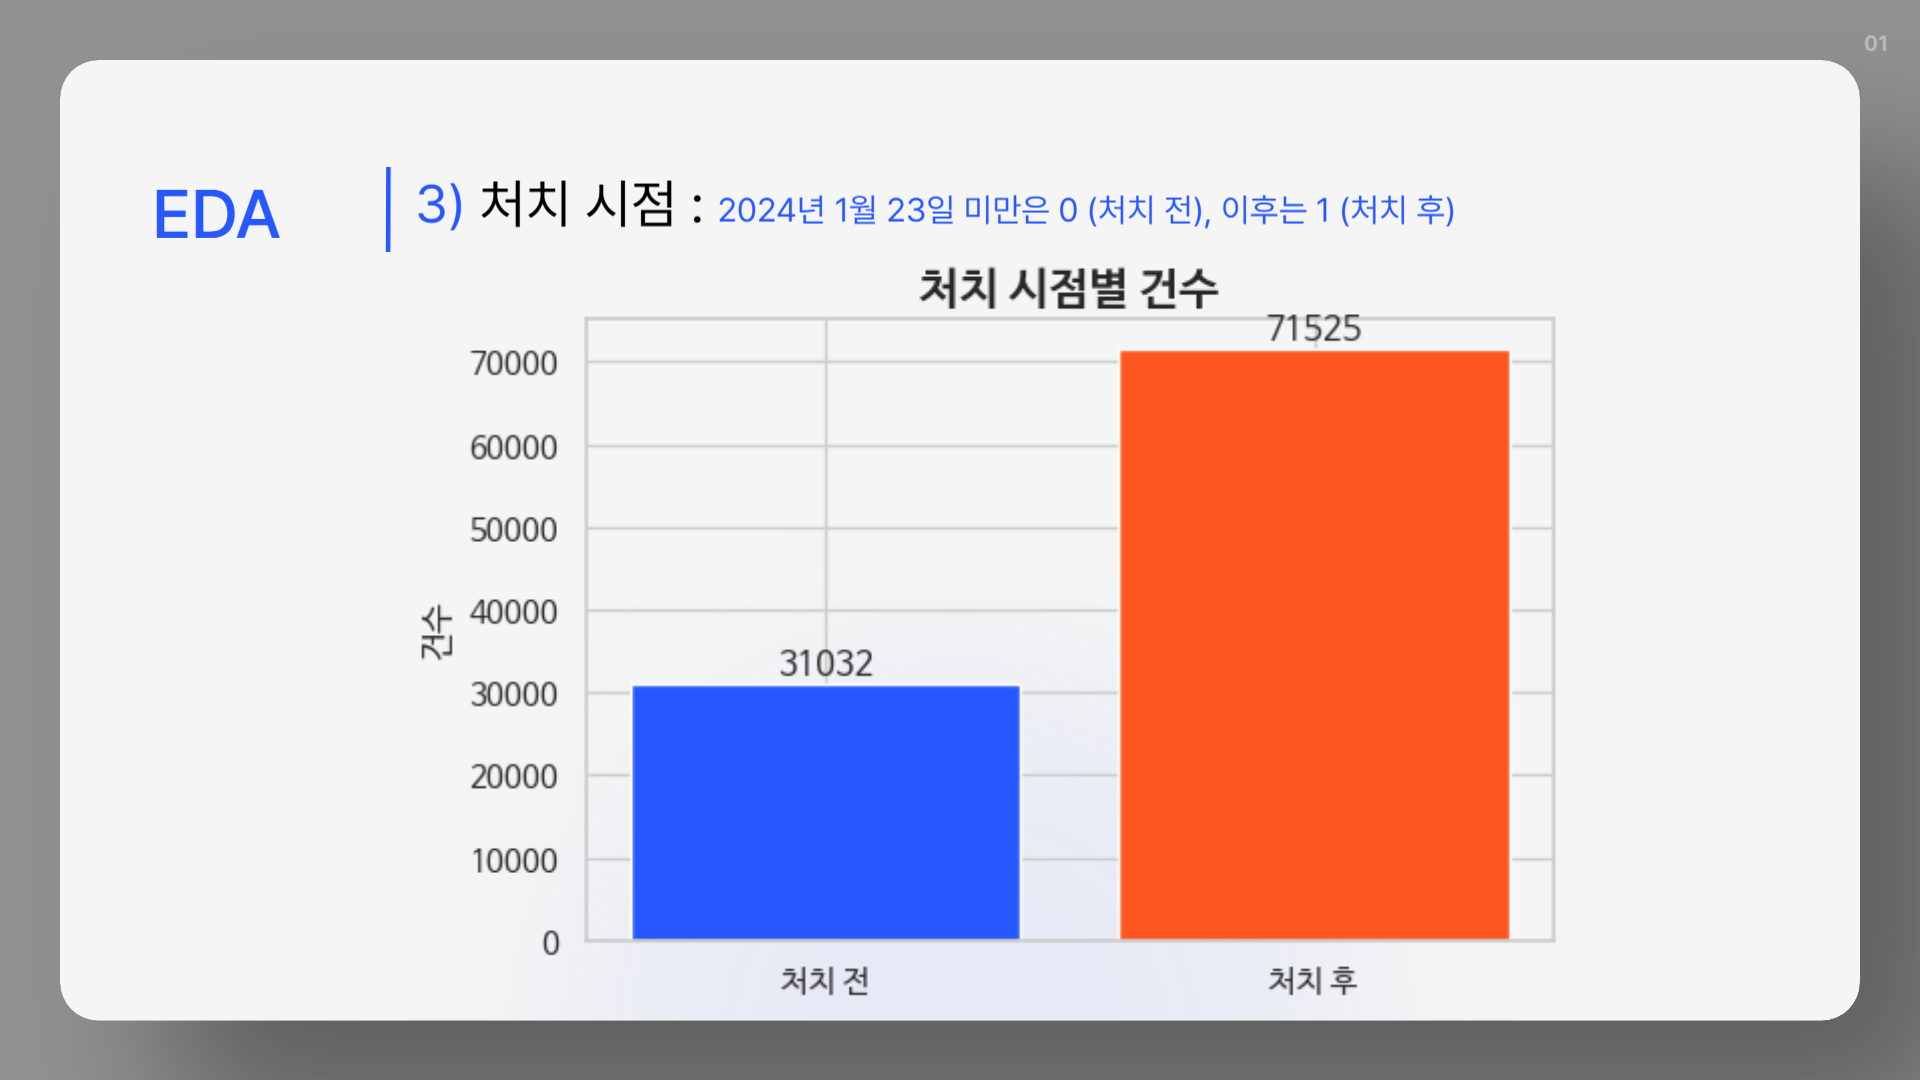 01
EDA
3) 처치 시점 : 2024년 1월 23일 미만은 0 (처치 전), 이후는 1 (처치 후)
처치 시점별 건수
71525
70000
60000
50000
건수
40000
31032
30000
20000
10000
0
처치 전
처치 후